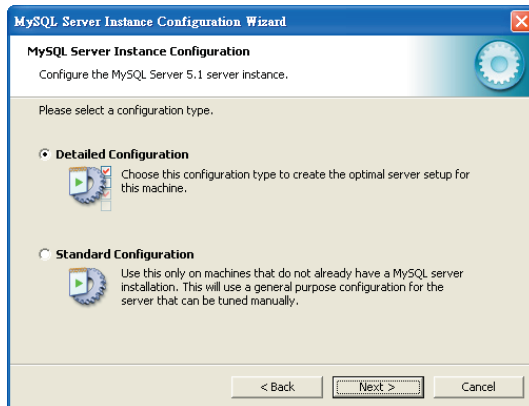 MySQL Server Instance Configuration Wizard
MySQL Server Instance Configuration
Configure the MySQL Server 5.1 server instance.
Please select a configuration type.
Detailed Configuration
Choose this configuration type to create the optimal server setup for
this machine.
Standard Configuration
Use this only on machines that do not already have a MySQL server
installation. This will use a general purpose configuration for the
server that can be tuned manually.
< Back
Next >
Cancel